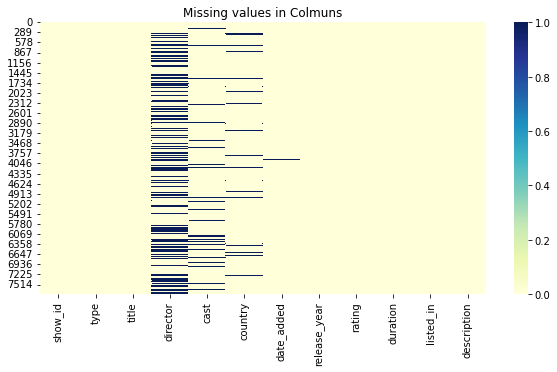 Missing values in Colmuns
0
289
578
867
1156
1445
1734
2023
2312
2601
2890
3179
3468
3757
4046
4335
4624
4913
5202
5491
5780
6069
6358
6647
6936
7225
7514
show_id
type
title
director
cast
country
date_added
release_year
rating
duration
listed_in
description
1.0
0.8
0.6
0.4
0.2
0.0